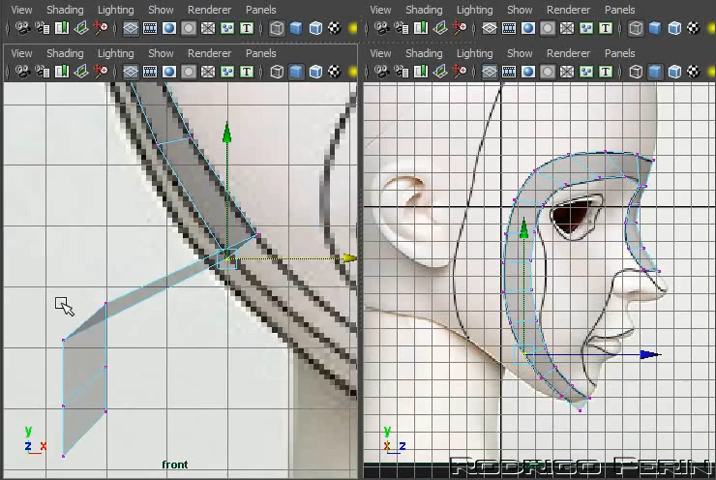 View Shading Lighting Show Renderer Panels
View Shading Lighting Show Renderer Panels
View Shading Lighting Show Renderer Panels
View Shading Lighting Show Renderer Panels
T
T
T
T
y
z x
front
y
x z
RODRIGO PERIN